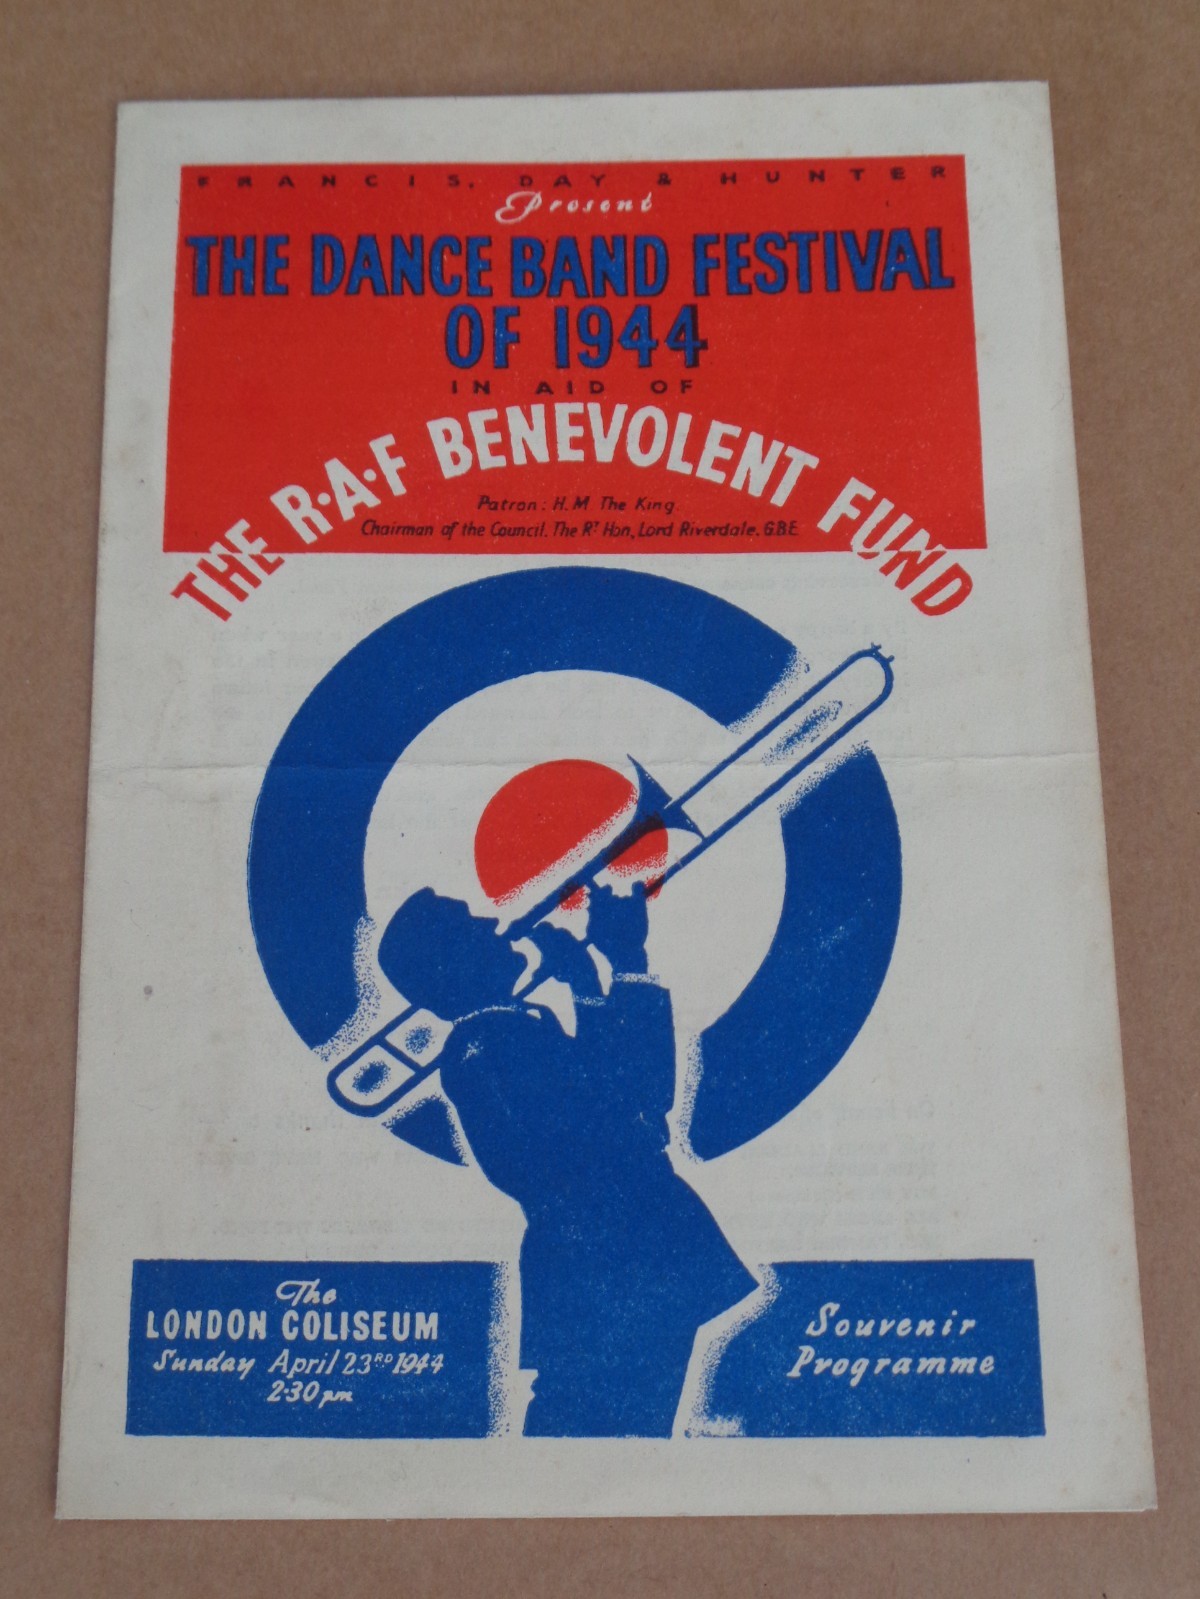 FRANCIS, DAY & HUNTER
Present
THE DANCE BAND FESTIVAL
OF 1944
IN AID OF
THE R·A·F BENEVOLENT FUND
Patron: H.M The King.
Chairman of the Council. The Rᵀ Hon, Lord Riverdale. G.B.E.
The
LONDON COLISEUM
Sunday April 23RD 1944
2·30 pm
Souvenir
Programme